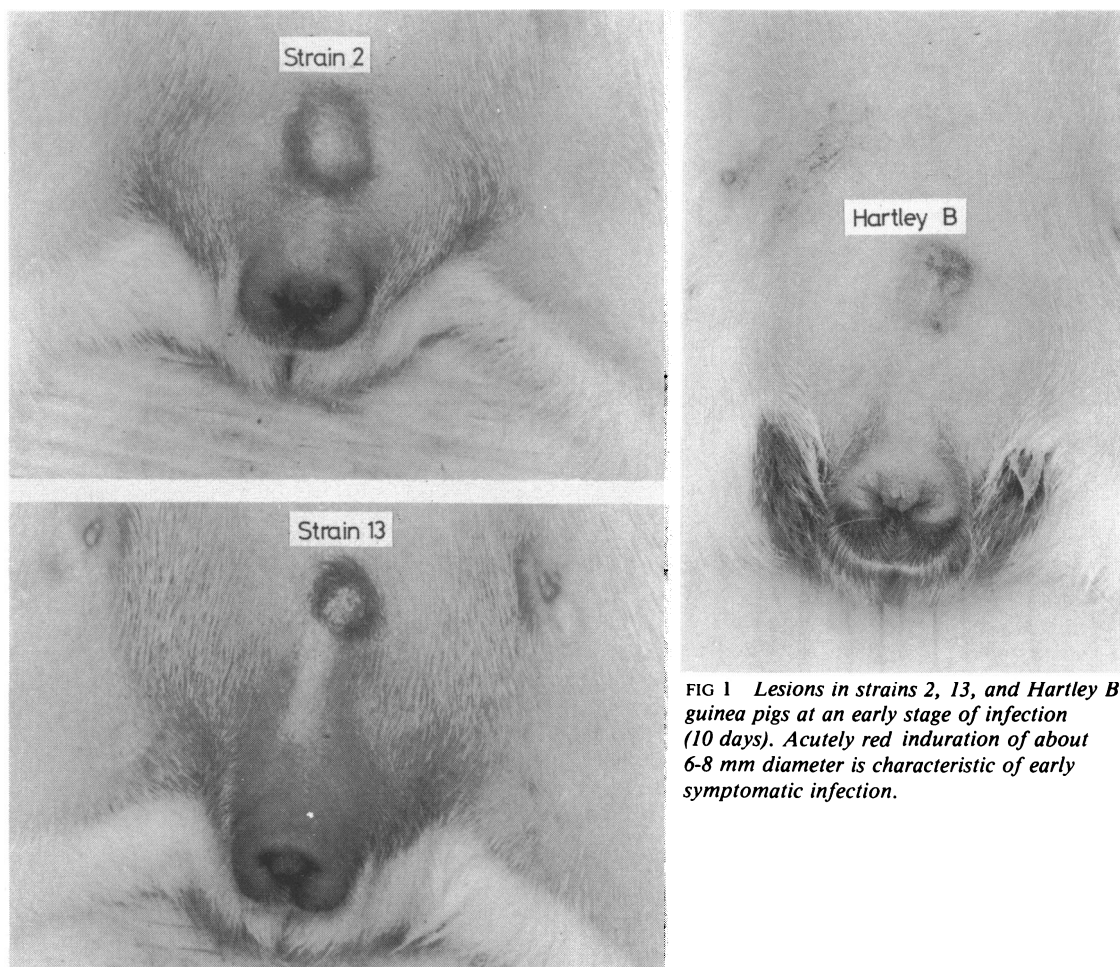 Strain 2
Strain 13
Hartley B
FIG 1 Lesions in strains 2, 13, and Hartley B
guinea pigs at an early stage of infection
(10 days). Acutely red induration of about
6-8 mm diameter is characteristic of early
symptomatic infection.